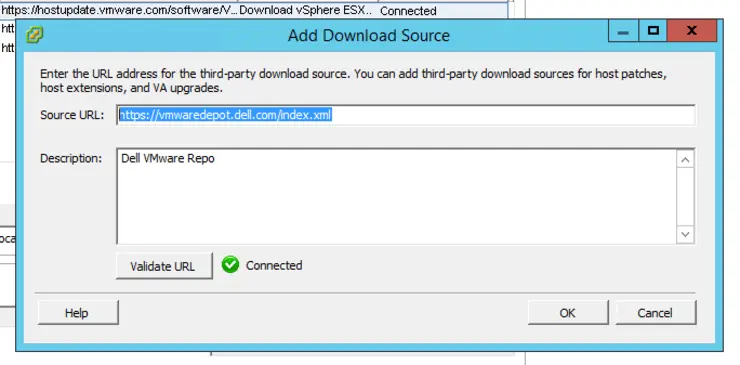 https://hostupdate.vmware.com/software/V... Download vSphere ESX.. Connected
Add Download Source
htt
htt
Enter the URL address for the third-party download source. You can add third-party download sources for host patches,
host extensions, and VA upgrades.
Source URL: https://vmwaredepot.dell.com/index.xml
Description: Dell VMware Repo
oca
Validate URL Connected
Help OK Cancel